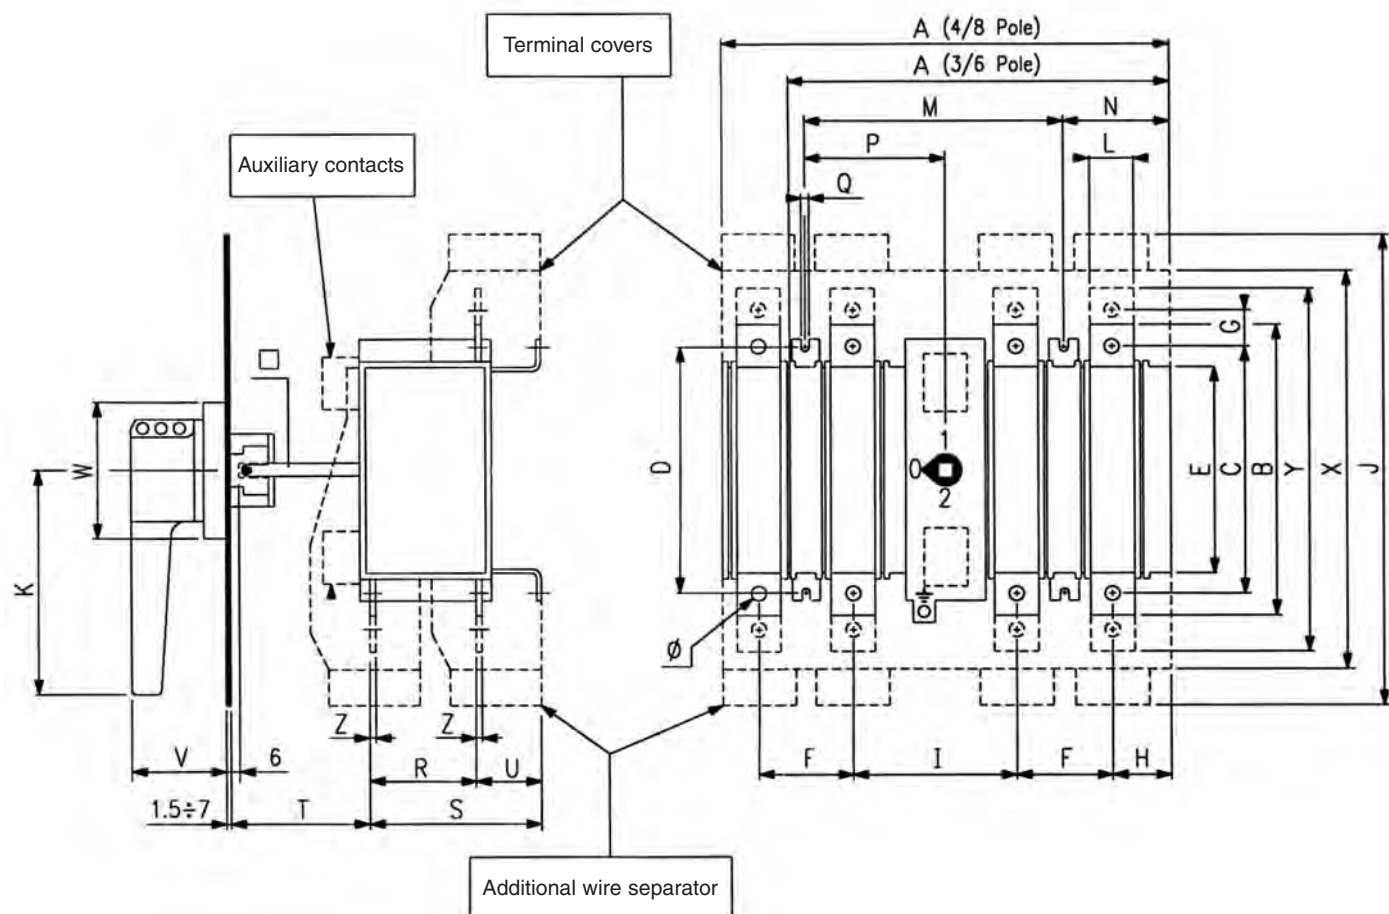 A (4/8 Pole)
Terminal covers
A (3/6 Pole)
M
N
P
L
Auxiliary contacts
Q
G
W
K
D
1
0
2
E
C
B
Y
X
J
Ø
Z
Z
V
6
R
U
F
I
F
H
1.5÷7
T
S
Additional wire separator